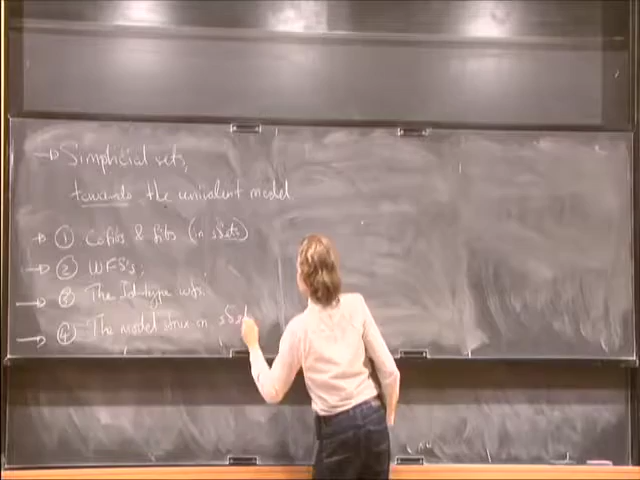 → Simplicial sets,
towards the univalent model
→ ① Cofibs & fibs (in sSets)
→ ② WFS's;
→ ③ The Id-type wfs.
→ ④ The model struc on sSet